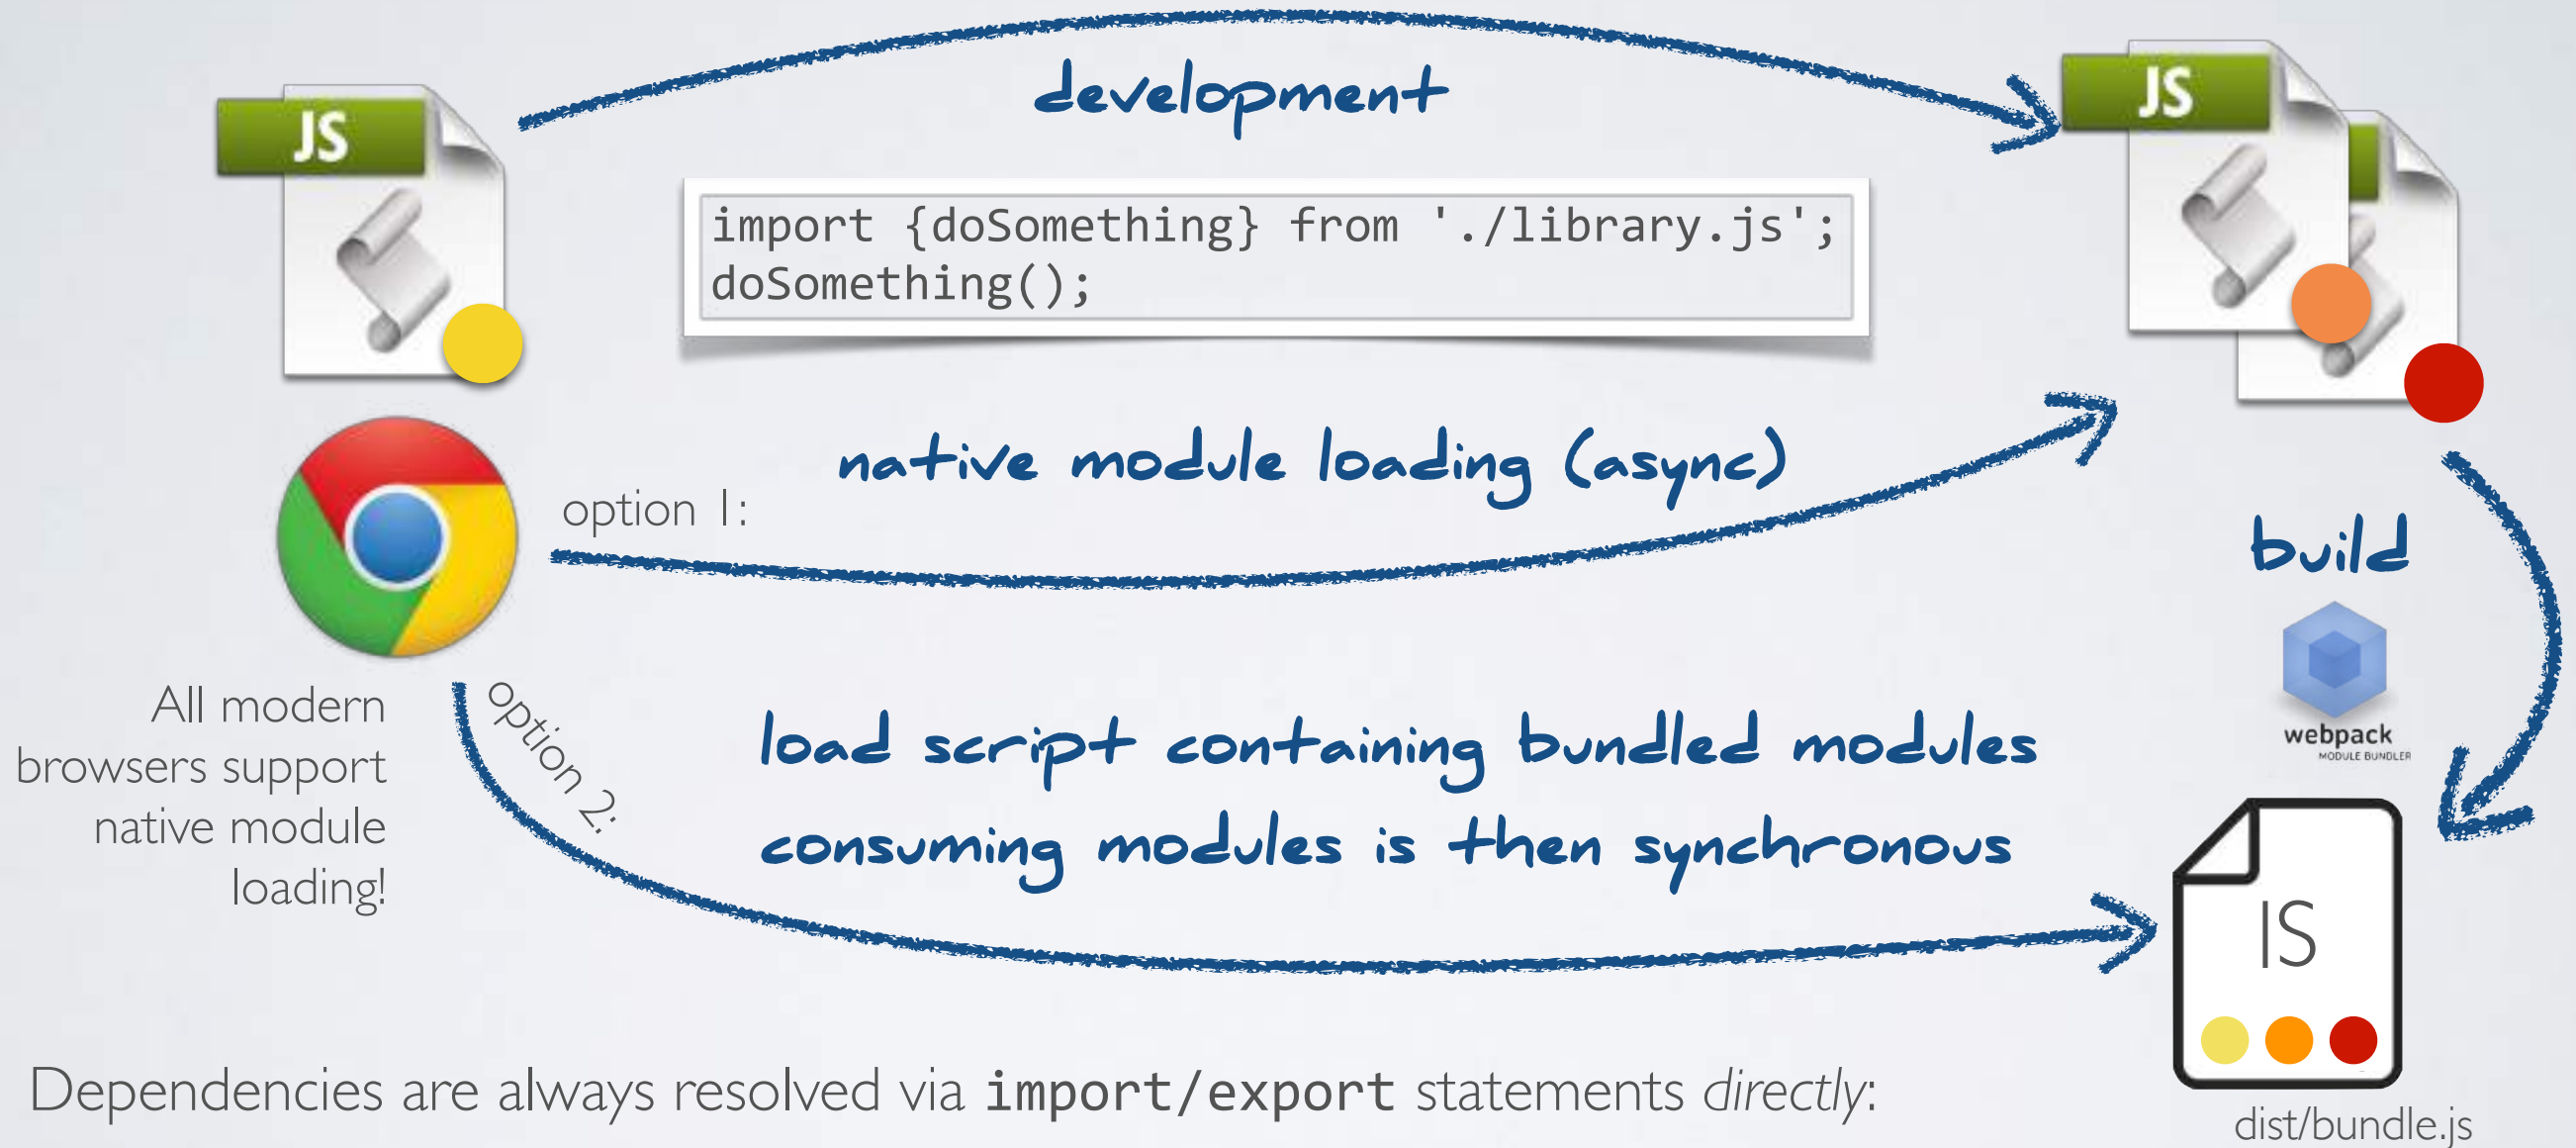 development
JS
JS
import {doSomething} from './library.js';
doSomething();
native module loading (async)
option 1:
build
webpack
MODULE BUNDLER
All modern
browsers support
native module
loading!
option 2:
load script containing bundled modules
consuming modules is then synchronous
JS
Dependencies are always resolved via import/export statements directly:
dist/bundle.js